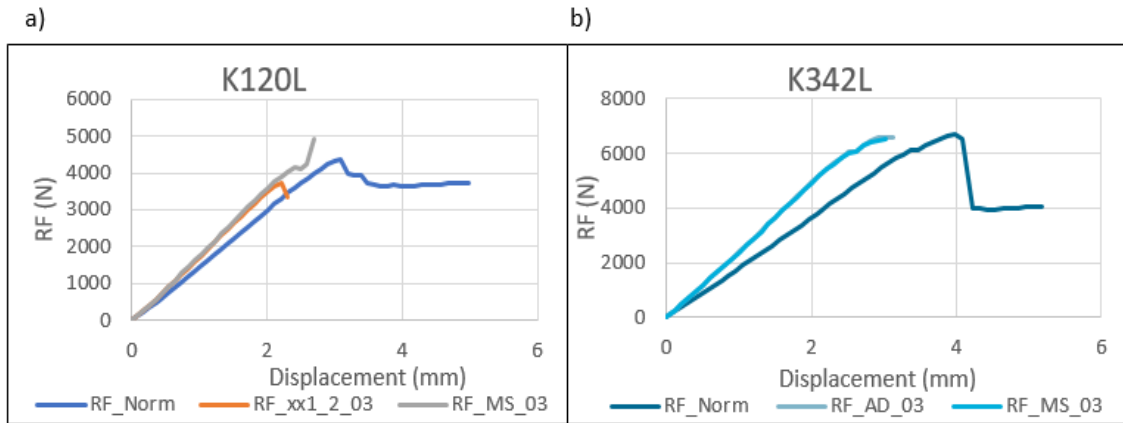 a)
b)
K120L
6000
5000
4000
3000
2000
1000
0
RF (N)
0 2 4 6
Displacement (mm)
RF_Norm RF_xx1_2_03 RF_MS_03
K342L
8000
6000
4000
2000
0
RF (N)
0 2 4 6
Displacement (mm)
RF_Norm RF_AD_03 RF_MS_03